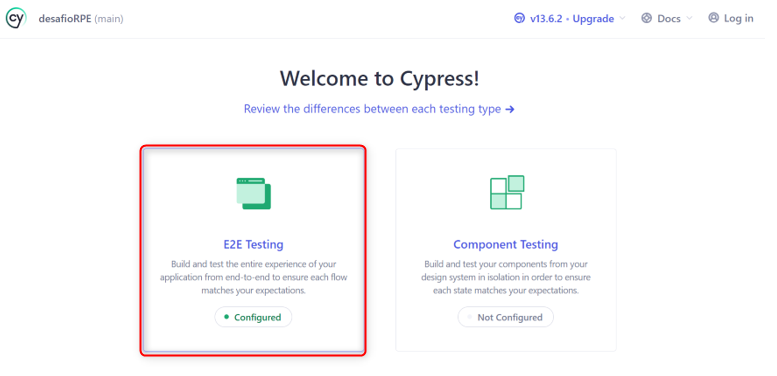 cy desafioRPE (main) v13.6.2 • Upgrade Docs Log in
Welcome to Cypress!
Review the differences between each testing type →
E2E Testing
Build and test the entire experience of your
application from end-to-end to ensure each flow
matches your expectations.
Configured
Component Testing
Build and test your components from your
design system in isolation in order to ensure
each state matches your expectations.
Not Configured